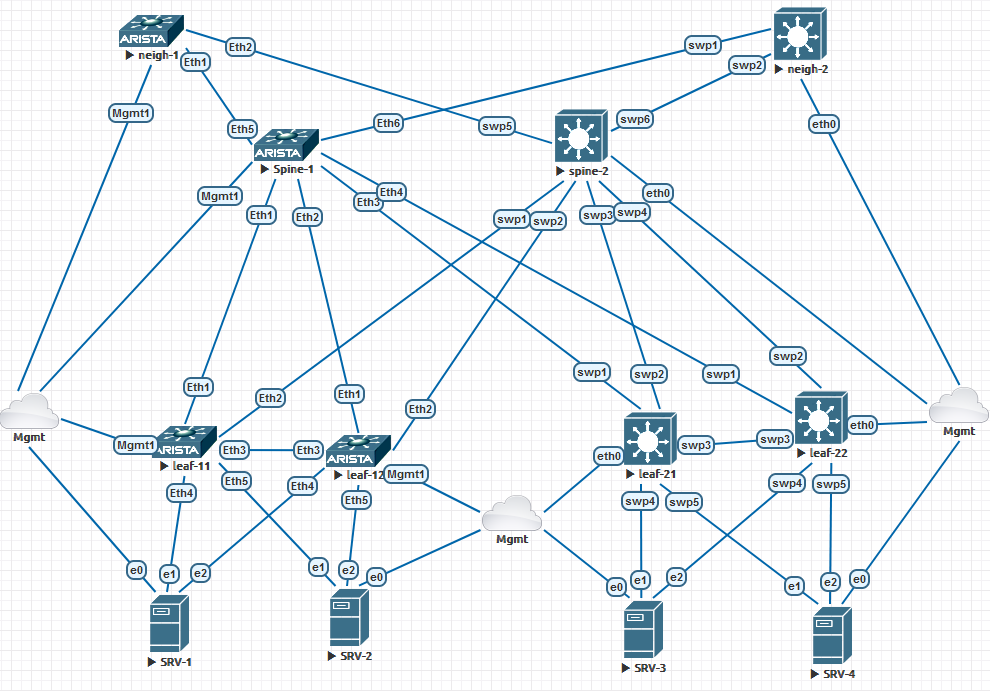 ARISTA
neigh-1
neigh-2
Eth2
swp1
Eth1
swp2
Mgmt1
Eth6
swp6
eth0
Eth5
swp5
ARISTA
Spine-1
spine-2
Mgmt1
Eth4
eth0
Eth3
Eth1
Eth2
swp1
swp2
swp3
swp4
swp2
Eth1
Eth1
Eth2
swp1
swp2
swp1
Eth2
Mgmt
Mgmt
Mgmt1
ARISTA
leaf-11
Eth3
Eth3
ARISTA
leaf-12
Mgmt1
eth0
leaf-21
swp3
swp3
leaf-22
eth0
Eth4
Eth5
Eth4
Eth5
swp4
swp5
swp4
swp5
Mgmt
e0
e1
e2
e1
e2
e0
e0
e1
e2
e1
e2
e0
SRV-1
SRV-2
SRV-3
SRV-4